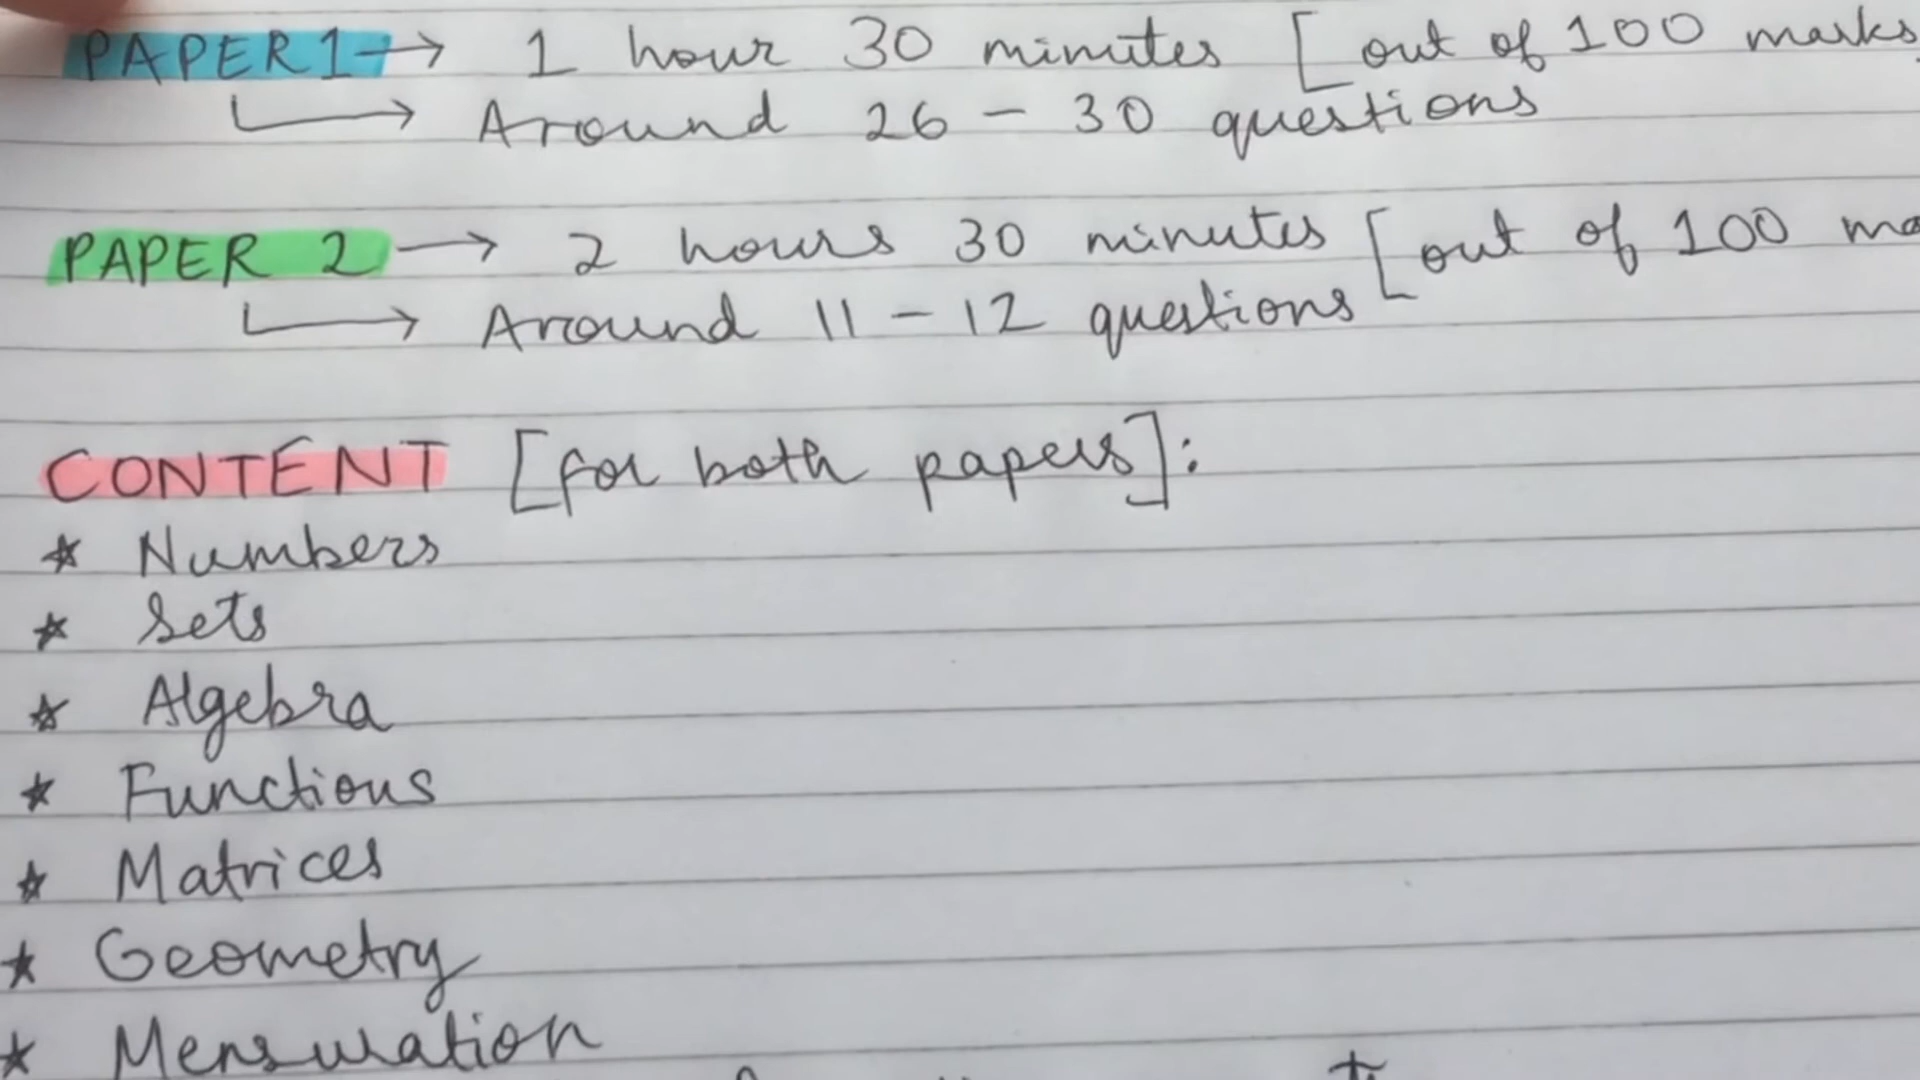 PAPER 1 → 1 hour 30 minutes [out of 100 marks
↳ Around 26 - 30 questions
PAPER 2 → 2 hours 30 minutes [out of 100
↳ Around 11 - 12 questions
CONTENT [for both papers]:
★ Numbers
★ Sets
★ Algebra
★ Functions
★ Matrices
★ Geometry
★ Mensuration